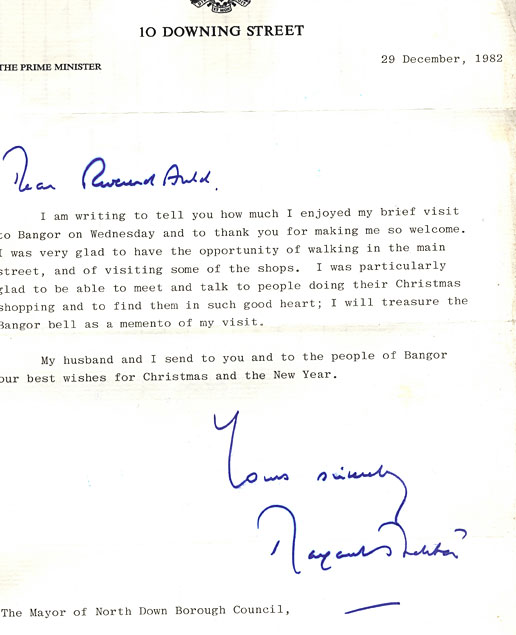 10 DOWNING STREET
THE PRIME MINISTER
29 December, 1982
Dear Reverend Auld.
I am writing to tell you how much I enjoyed my brief visit
to Bangor on Wednesday and to thank you for making me so welcome.
I was very glad to have the opportunity of walking in the main
street, and of visiting some of the shops. I was particularly
glad to be able to meet and talk to people doing their Christmas
shopping and to find them in such good heart; I will treasure the
Bangor bell as a memento of my visit.
My husband and I send to you and to the people of Bangor
our best wishes for Christmas and the New Year.
Yours sincerely
Margaret Thatcher
The Mayor of North Down Borough Council,